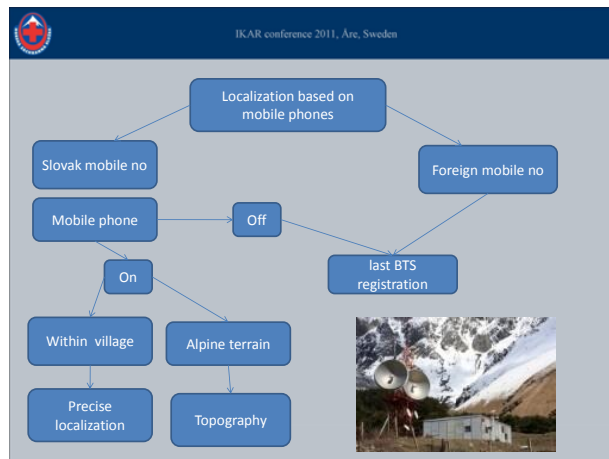 IKAR conference 2011, Åre, Sweden
Localization based on
mobile phones
Slovak mobile no
Foreign mobile no
Mobile phone
Off
last BTS
registration
On
Within village
Alpine terrain
Precise
localization
Topography